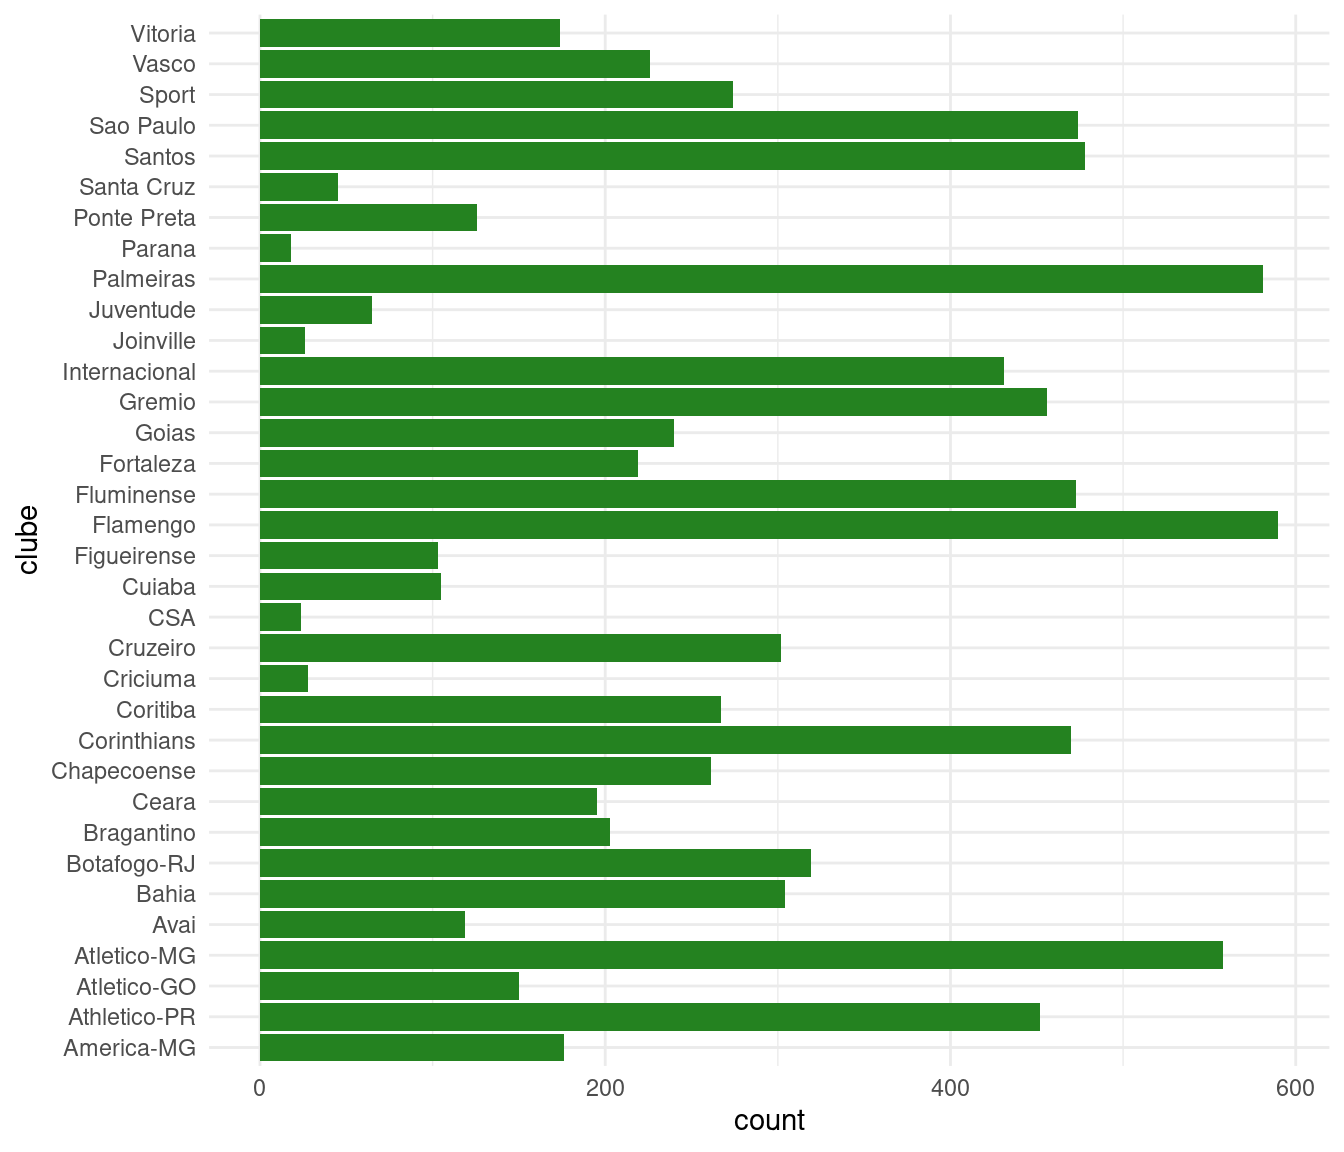 Vitoria
Vasco
Sport
Sao Paulo
Santos
Santa Cruz
Ponte Preta
Parana
Palmeiras
Juventude
Joinville
Internacional
Gremio
Goias
Fortaleza
Fluminense
Flamengo
Figueirense
Cuiaba
CSA
Cruzeiro
Criciuma
Coritiba
Corinthians
Chapecoense
Ceara
Bragantino
Botafogo-RJ
Bahia
Avai
Atletico-MG
Atletico-GO
Athletico-PR
America-MG
clube
0 200 400 600
count